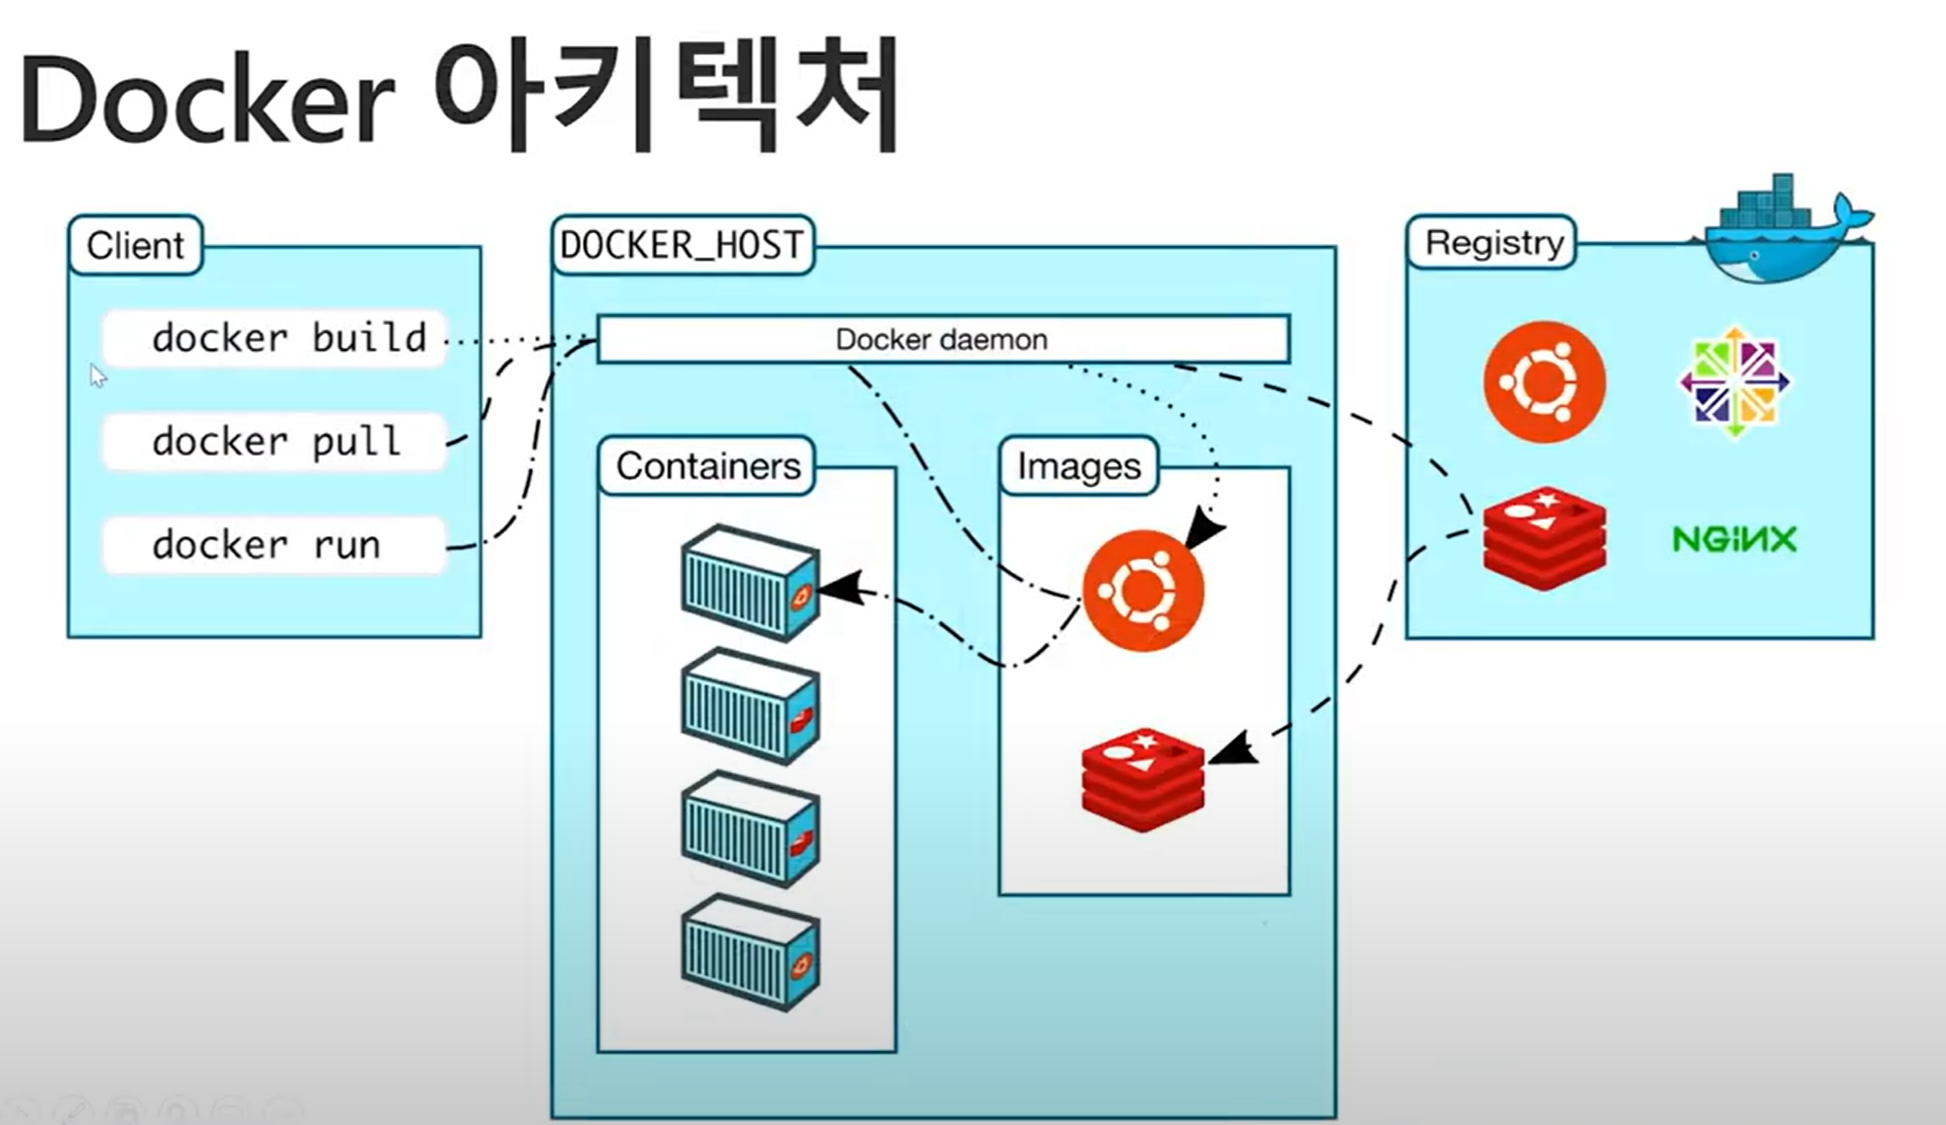 Docker 아키텍처
Client
docker build
docker pull
docker run
DOCKER_HOST
Docker daemon
Containers
Images
Registry
NGiNX